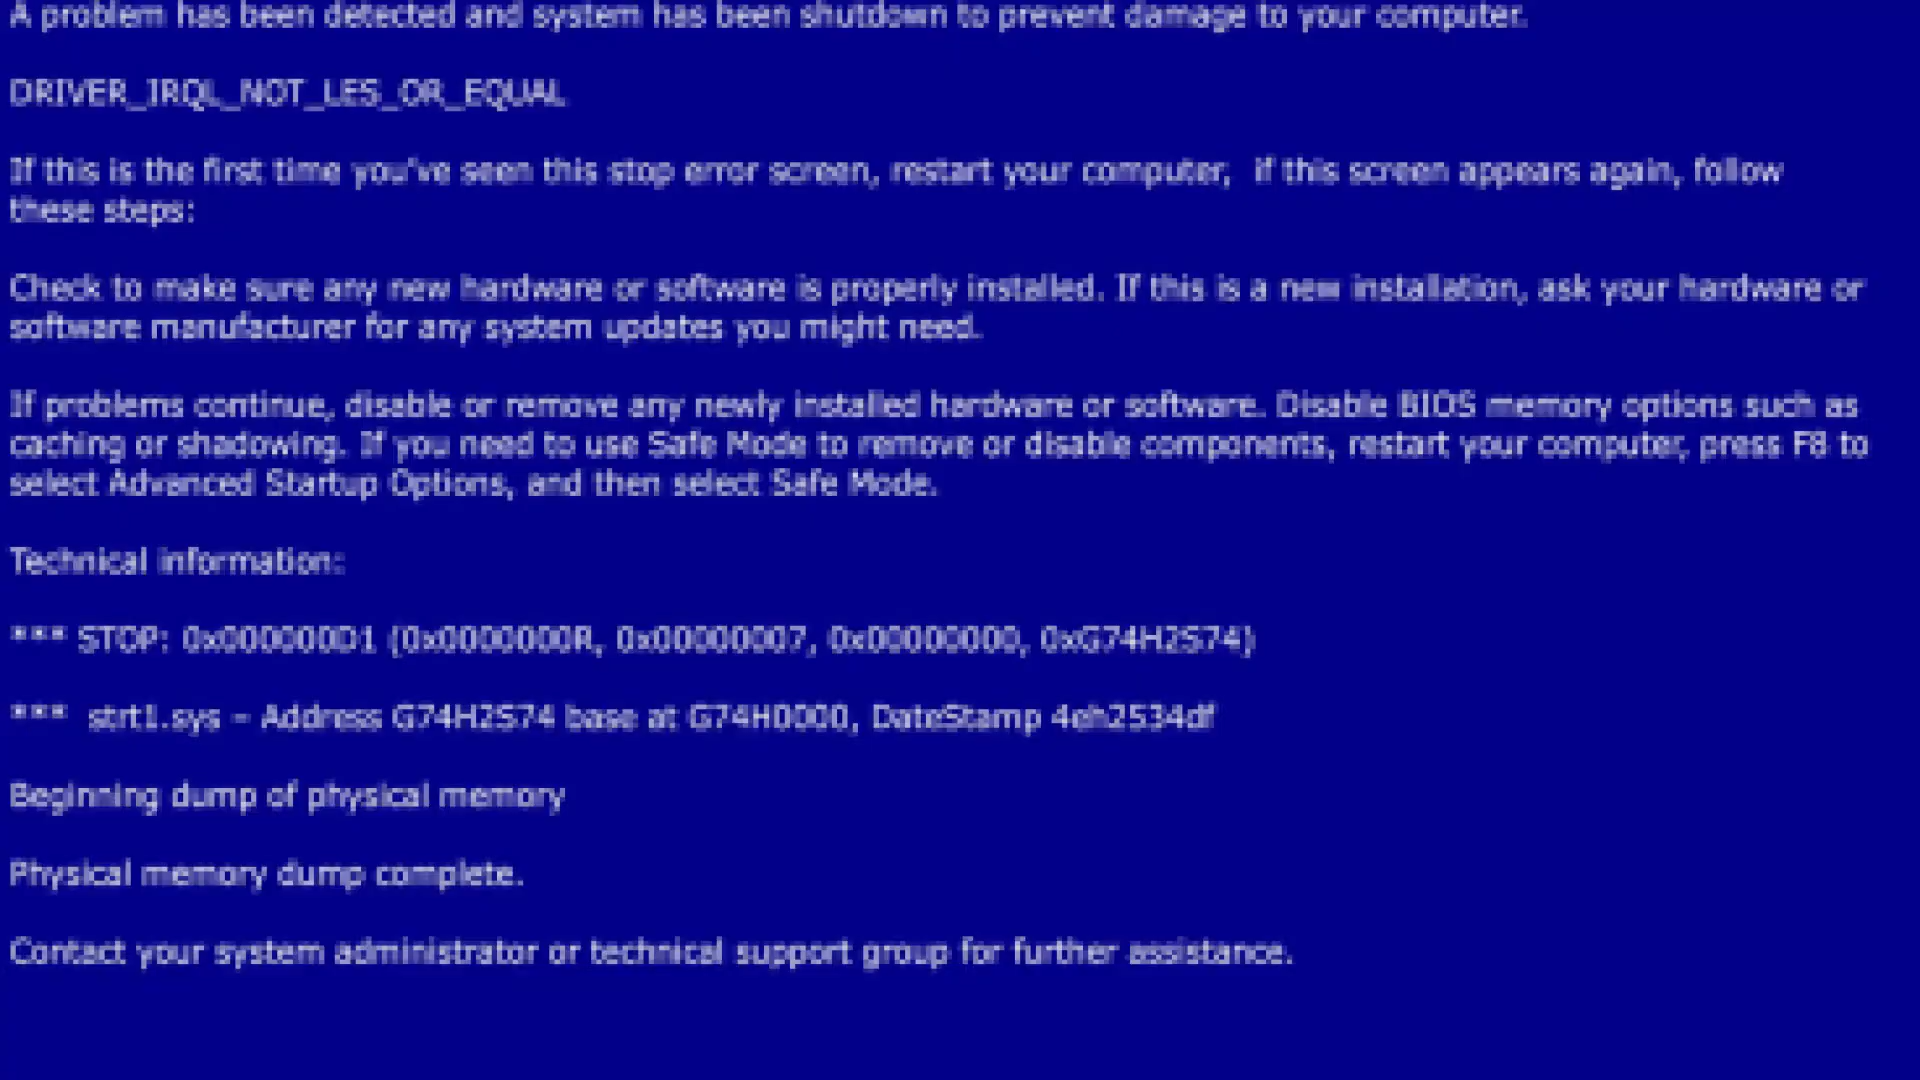 A problem has been detected and system has been shutdown to prevent damage to your computer.
DRIVER_IRQL_NOT_LES_OR_EQUAL
If this is the first time you've seen this stop error screen, restart your computer, if this screen appears again, follow
these steps:
Check to make sure any new hardware or software is properly installed. If this is a new installation, ask your hardware or
software manufacturer for any system updates you might need.
If problems continue, disable or remove any newly installed hardware or software. Disable BIOS memory options such as
caching or shadowing. If you need to use Safe Mode to remove or disable components, restart your computer, press F8 to
select Advanced Startup Options, and then select Safe Mode.
Technical information:
*** STOP: 0x000000D1 (0x0000000R, 0x00000007, 0x00000000, 0xG74H2S74)
*** strt1.sys – Address G74H2S74 base at G74H0000, DateStamp 4eh2534df
Beginning dump of physical memory
Physical memory dump complete.
Contact your system administrator or technical support group for further assistance.